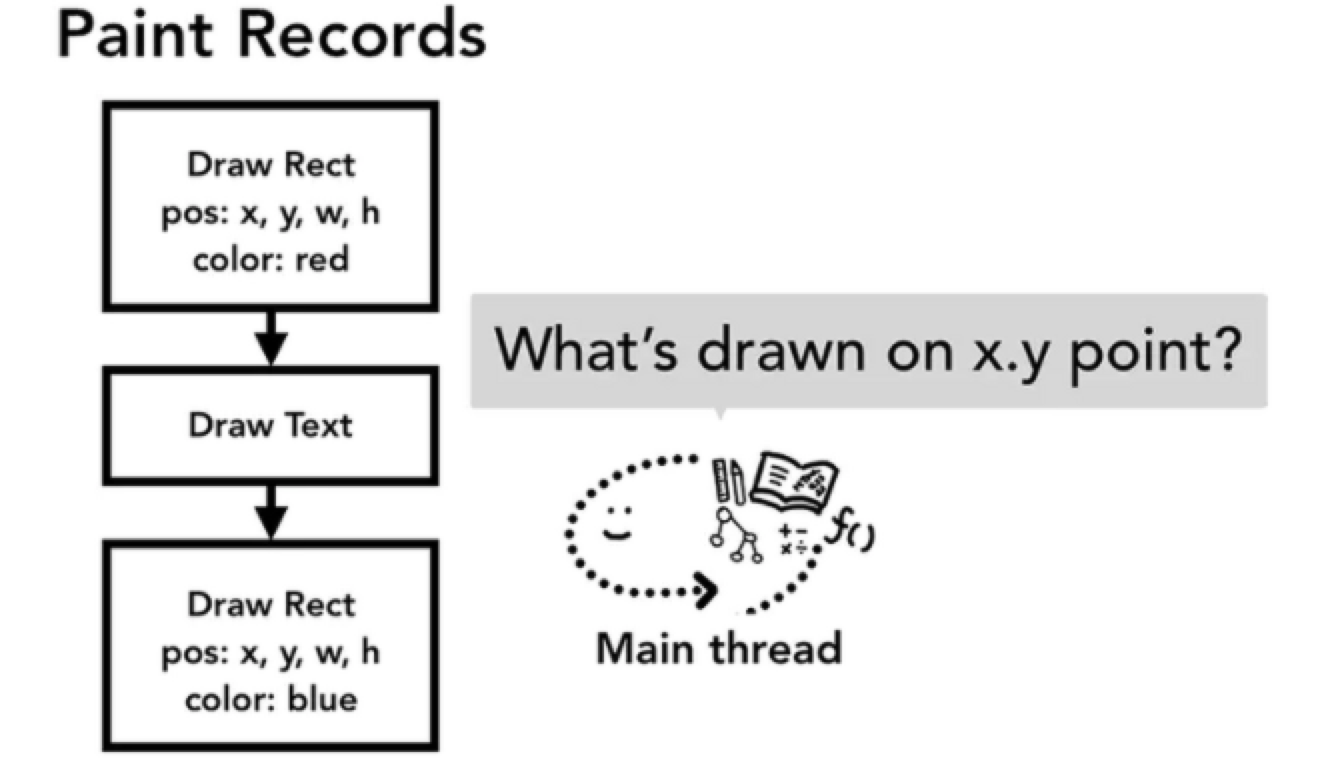 Paint Records
Draw Rect
pos: x, y, w, h
color: red
Draw Text
Draw Rect
pos: x, y, w, h
color: blue
What's drawn on x.y point?
+-
x÷
f()
Main thread